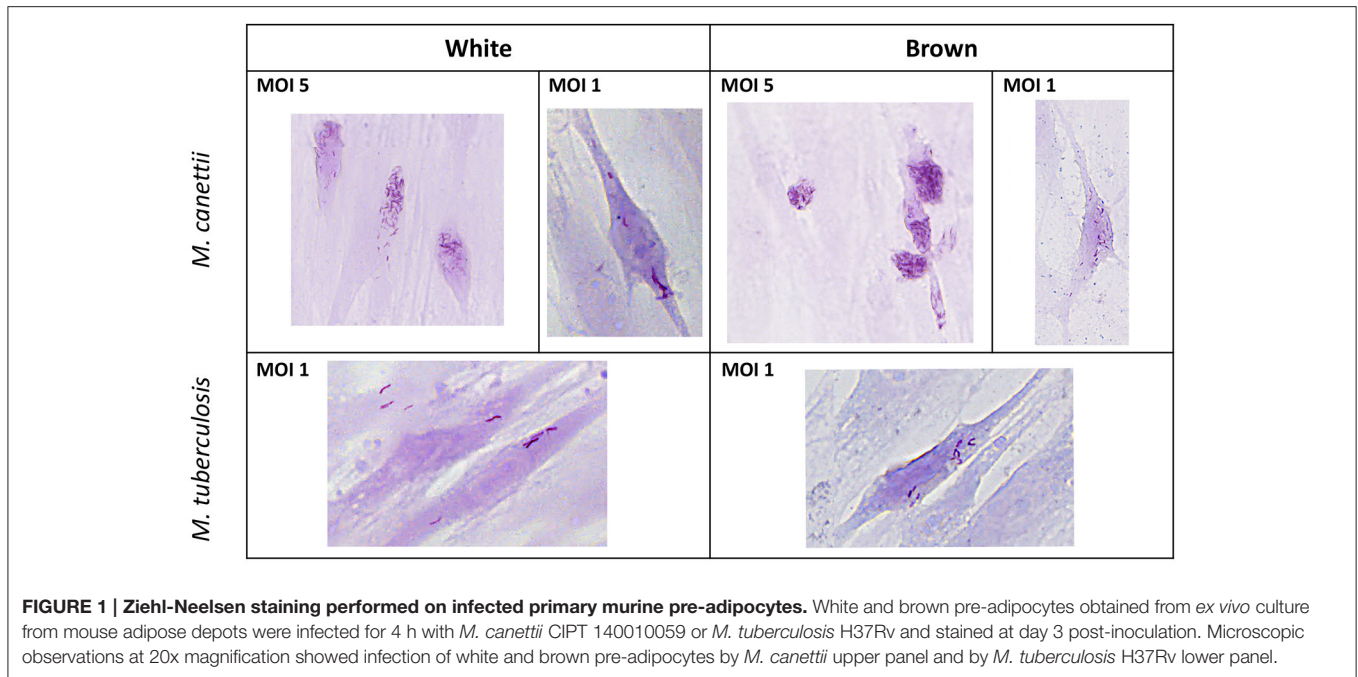 White
Brown
MOI 5
MOI 1
MOI 5
MOI 1
M. canettii
MOI 1
MOI 1
M. tuberculosis
FIGURE 1 | Ziehl-Neelsen staining performed on infected primary murine pre-adipocytes. White and brown pre-adipocytes obtained from ex vivo culture
from mouse adipose depots were infected for 4 h with M. canettii CIPT 140010059 or M. tuberculosis H37Rv and stained at day 3 post-inoculation. Microscopic
observations at 20x magnification showed infection of white and brown pre-adipocytes by M. canettii upper panel and by M. tuberculosis H37Rv lower panel.